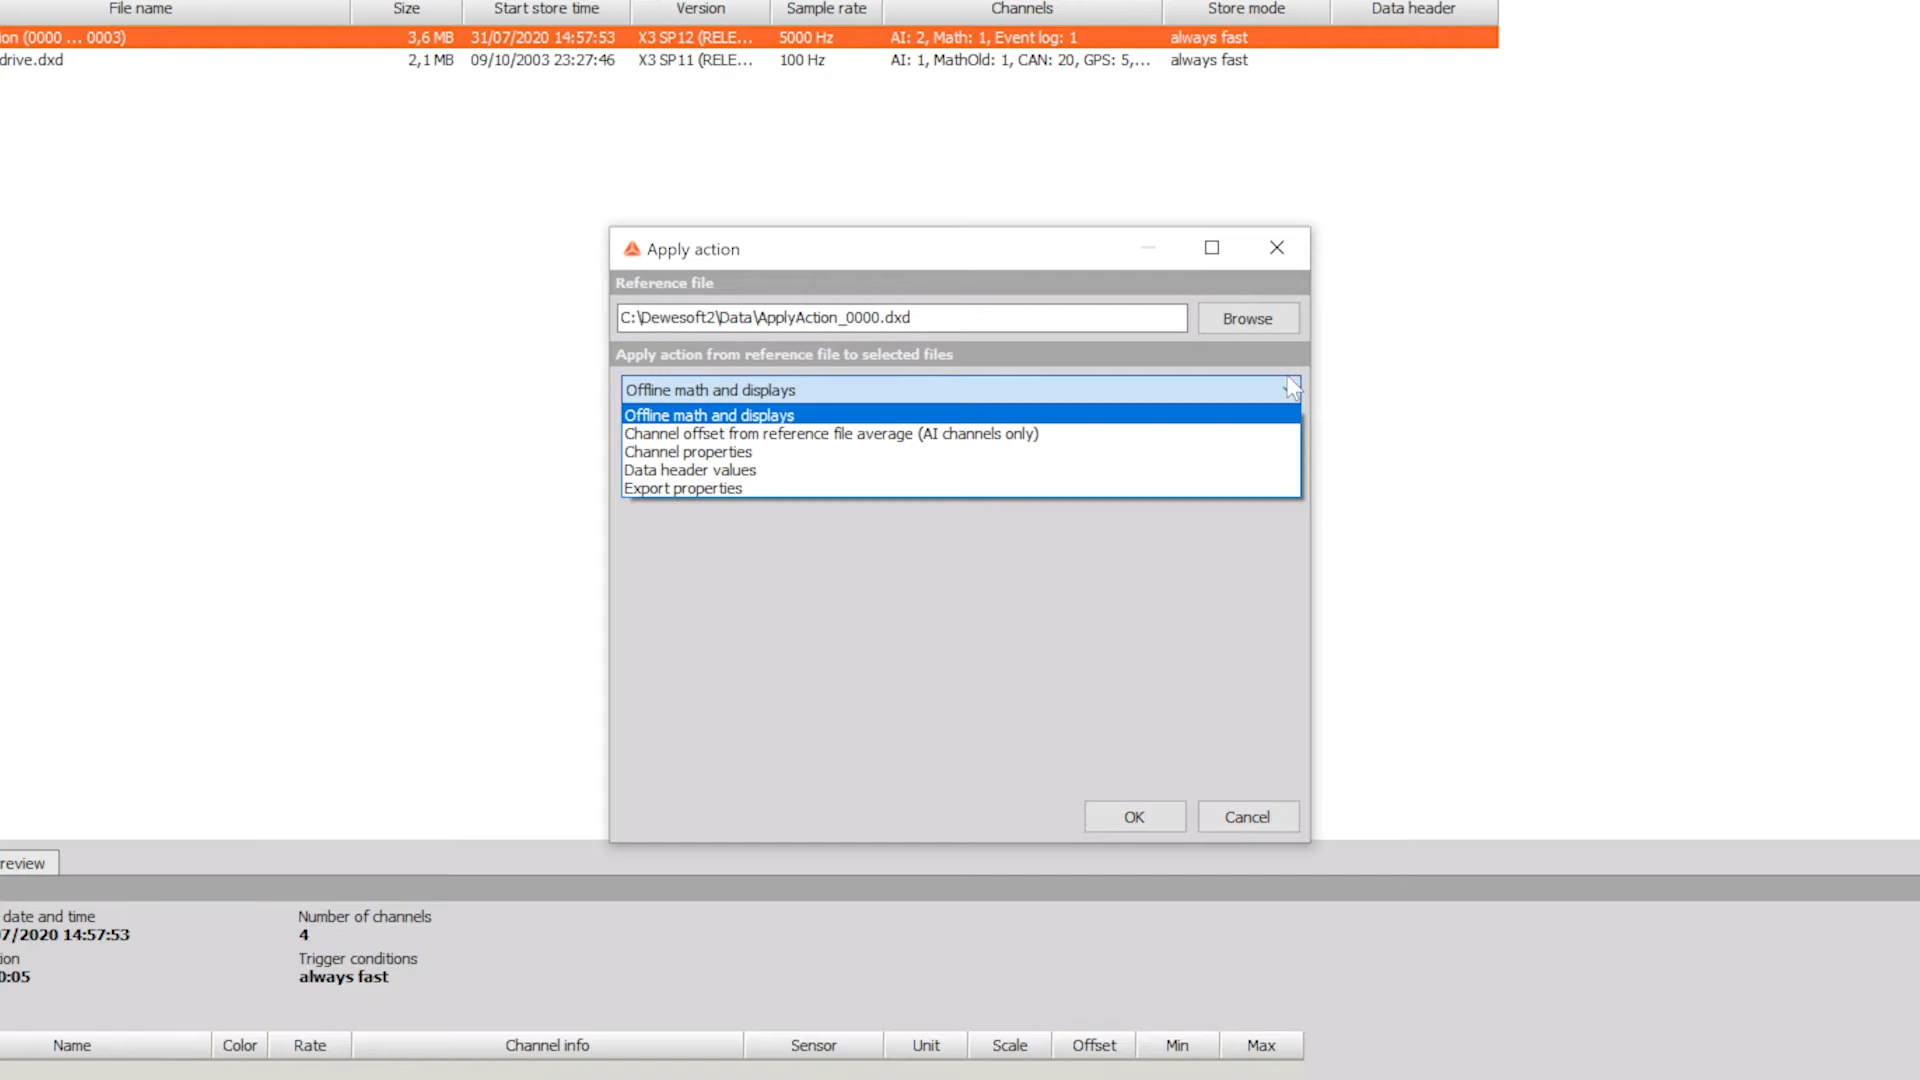 File name Size Start store time Version Sample rate Channels Store mode Data header
ion (0000 ... 0003) 3,6 MB 31/07/2020 14:57:53 X3 SP12 (RELE... 5000 Hz AI: 2, Math: 1, Event log: 1 always fast
drive.dxd 2,1 MB 09/10/2003 23:27:46 X3 SP11 (RELE... 100 Hz AI: 1, MathOld: 1, CAN: 20, GPS: 5,... always fast
Apply action
Reference file
C:\Dewesoft2\Data\ApplyAction_0000.dxd Browse
Apply action from reference file to selected files
Offline math and displays
Offline math and displays
Channel offset from reference file average (AI channels only)
Channel properties
Data header values
Export properties
OK Cancel
review
date and time Number of channels
07/2020 14:57:53 4
ion Trigger conditions
0:05 always fast
Name Color Rate Channel info Sensor Unit Scale Offset Min Max